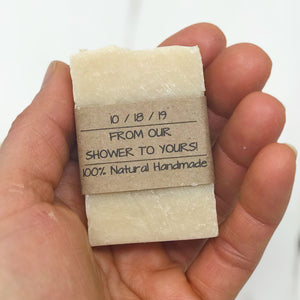 10 / 18 / 19
FROM OUR
SHOWER TO YOURS!
100% Natural Handmade